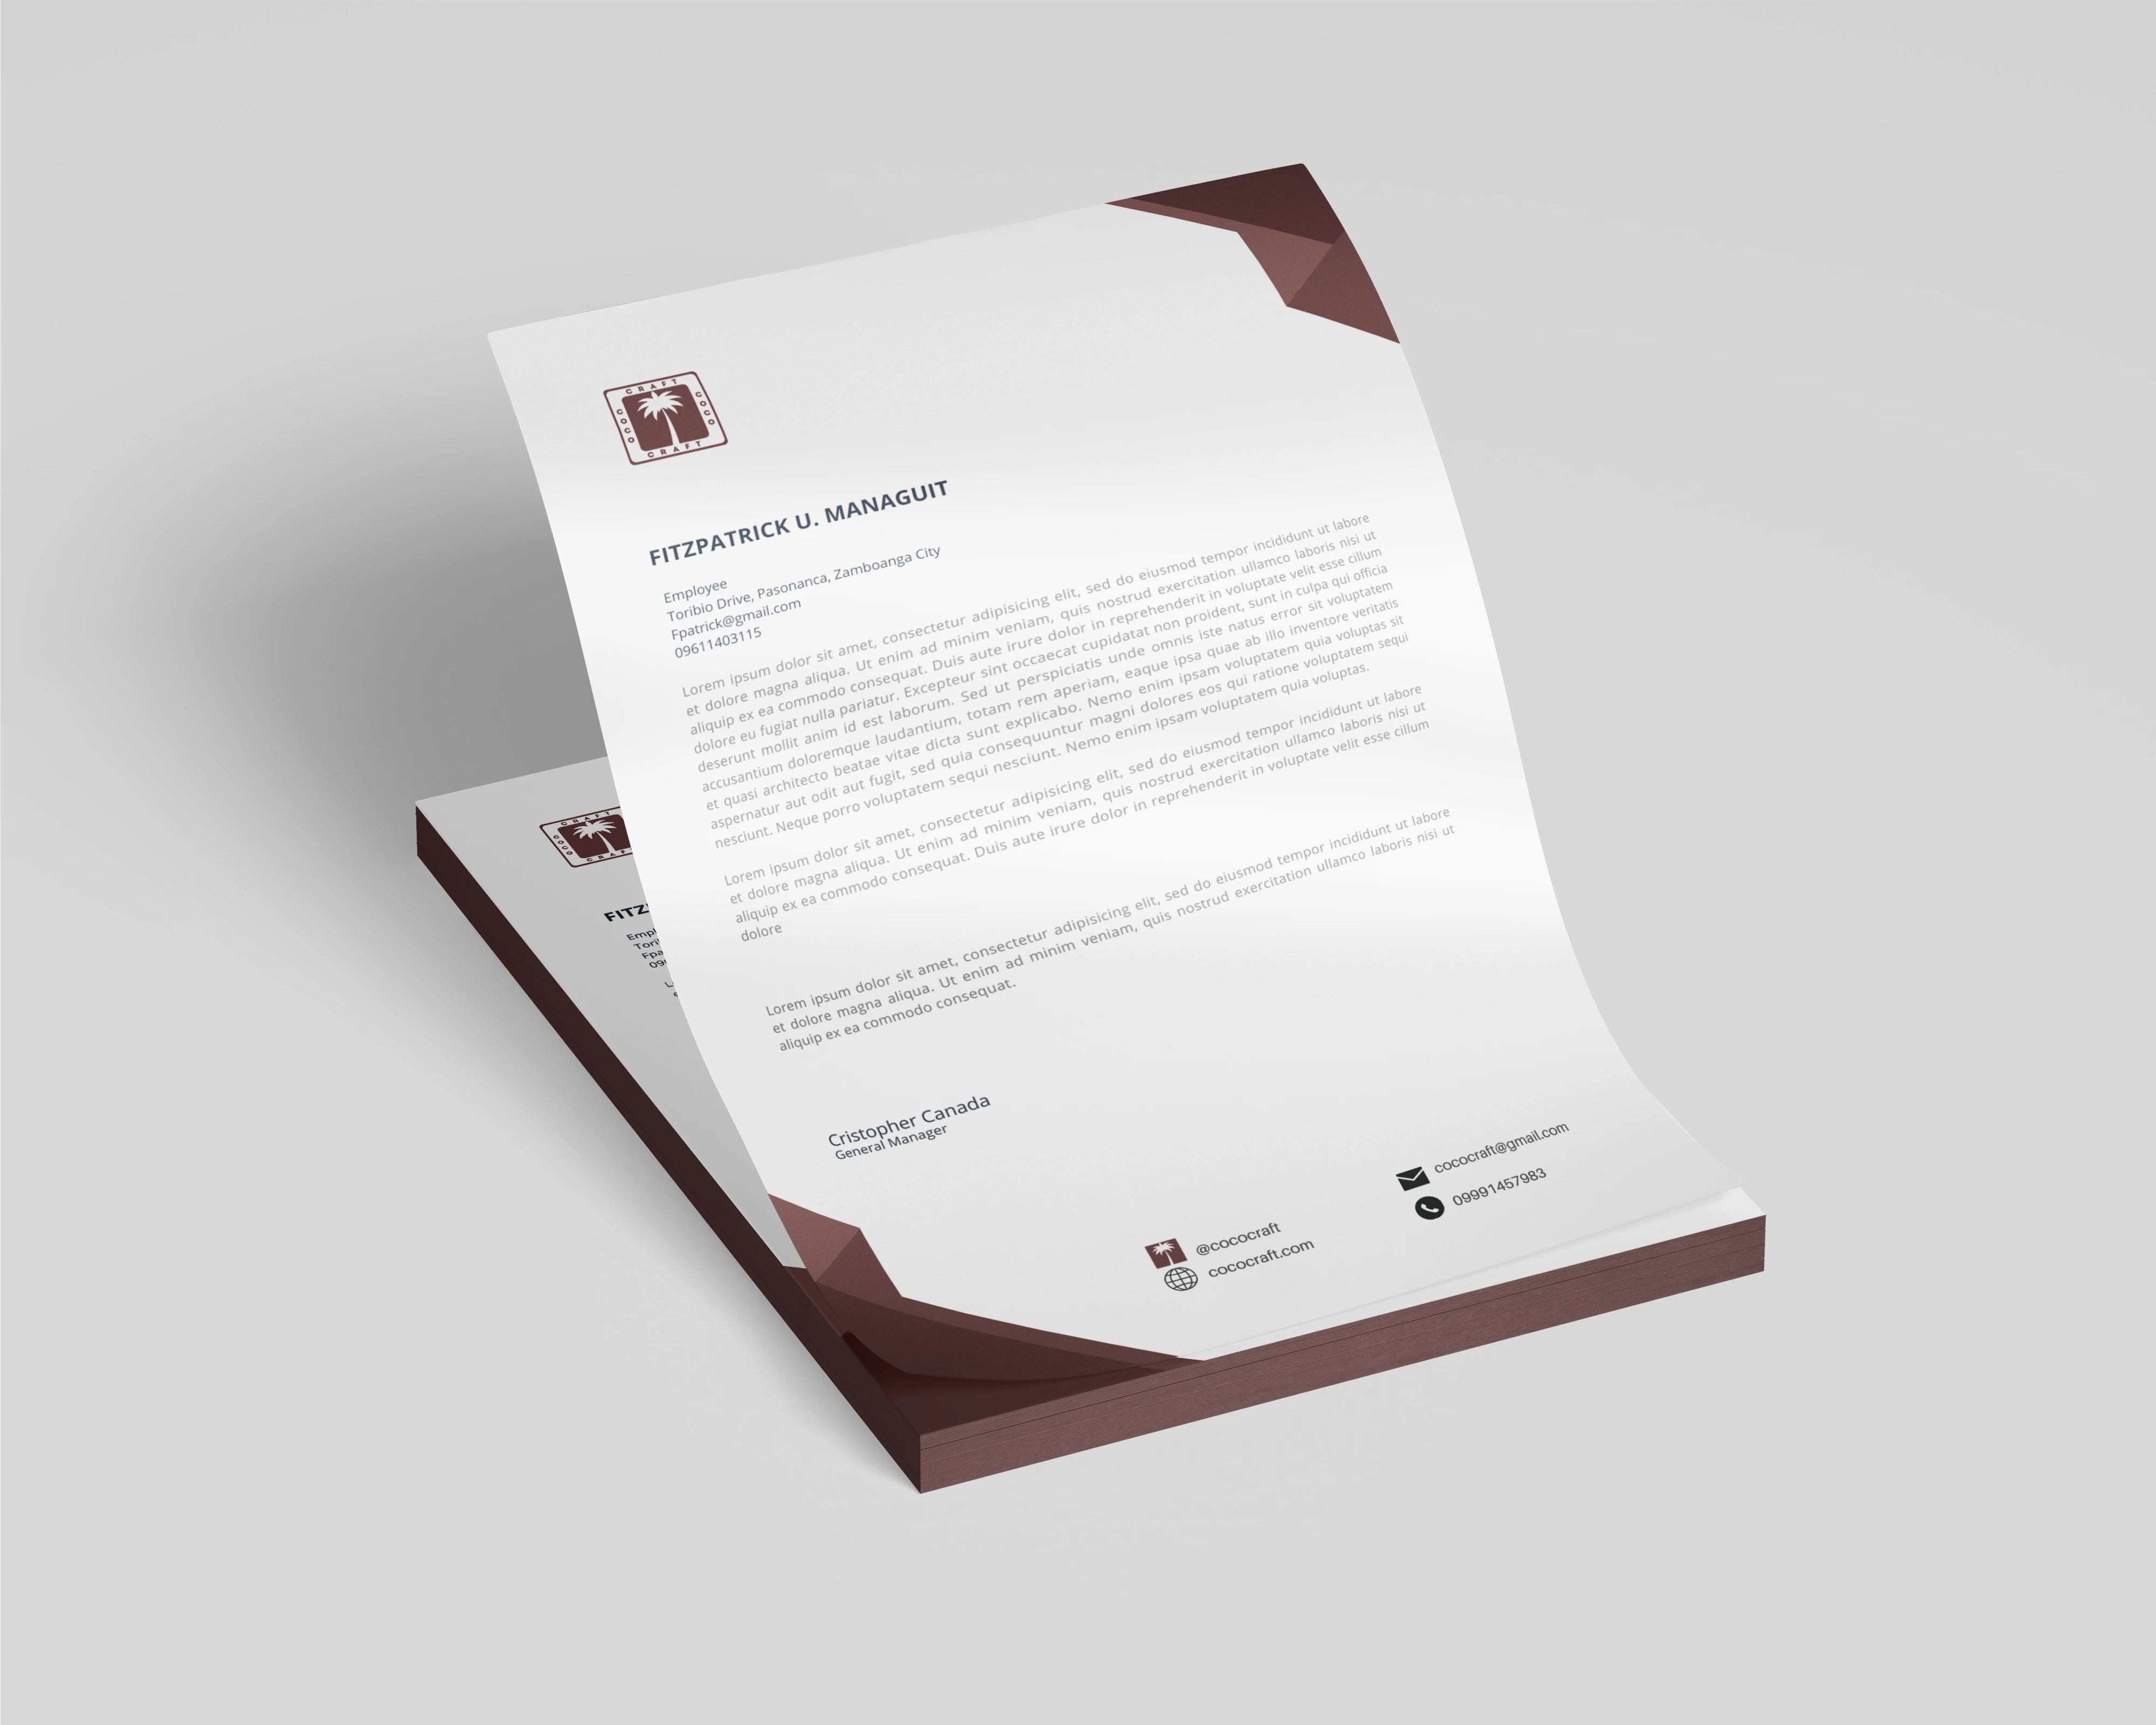 CRAFT
COCO
COCO
CRAFT
FITZPATRICK U. MANAGUIT
Employee
Toribio Drive, Pasonanca, Zamboanga City
Fpatrick@gmail.com
09611403115
Lorem ipsum dolor sit amet, consectetur adipisicing elit, sed do eiusmod tempor incididunt ut labore
et dolore magna aliqua. Ut enim ad minim veniam, quis nostrud exercitation ullamco laboris nisi ut
aliquip ex ea commodo consequat. Duis aute irure dolor in reprehenderit in voluptate velit esse cillum
dolore eu fugiat nulla pariatur. Excepteur sint occaecat cupidatat non proident, sunt in culpa qui officia
deserunt mollit anim id est laborum. Sed ut perspiciatis unde omnis iste natus error sit voluptatem
accusantium doloremque laudantium, totam rem aperiam, eaque ipsa quae ab illo inventore veritatis
et quasi architecto beatae vitae dicta sunt explicabo. Nemo enim ipsam voluptatem quia voluptas sit
aspernatur aut odit aut fugit, sed quia consequuntur magni dolores eos qui ratione voluptatem sequi
nesciunt. Neque porro voluptatem sequi nesciunt. Nemo enim ipsam voluptatem quia voluptas.
Lorem ipsum dolor sit amet, consectetur adipisicing elit, sed do eiusmod tempor incididunt ut labore
et dolore magna aliqua. Ut enim ad minim veniam, quis nostrud exercitation ullamco laboris nisi ut
aliquip ex ea commodo consequat. Duis aute irure dolor in reprehenderit in voluptate velit esse cillum
dolore
Lorem ipsum dolor sit amet, consectetur adipisicing elit, sed do eiusmod tempor incididunt ut labore
et dolore magna aliqua. Ut enim ad minim veniam, quis nostrud exercitation ullamco laboris nisi ut
aliquip ex ea commodo consequat.
Cristopher Canada
General Manager
@cococraft
cococraft.com
cococraft@gmail.com
09991457983
CRAFT
COCO